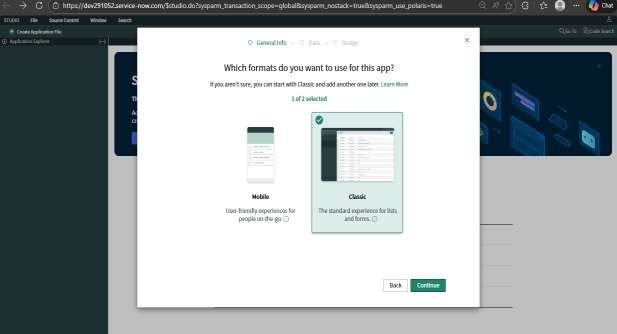 https://dev291052.service-now.com/$studio.do?sysparm_transaction_scope=global&sysparm_nostack=true&sysparm_use_polaris=true
Chat
STUDIO File Source Control Window Search
Create Application File
Go To Code Search
Application Explorer
General Info Data Design
Which formats do you want to use for this app?
If you aren't sure, you can start with Classic and add another one later. Learn More
1 of 2 selected
Mobile
User-friendly experiences for
people on-the-go.
Classic
The standard experience for lists
and forms.
Back Continue